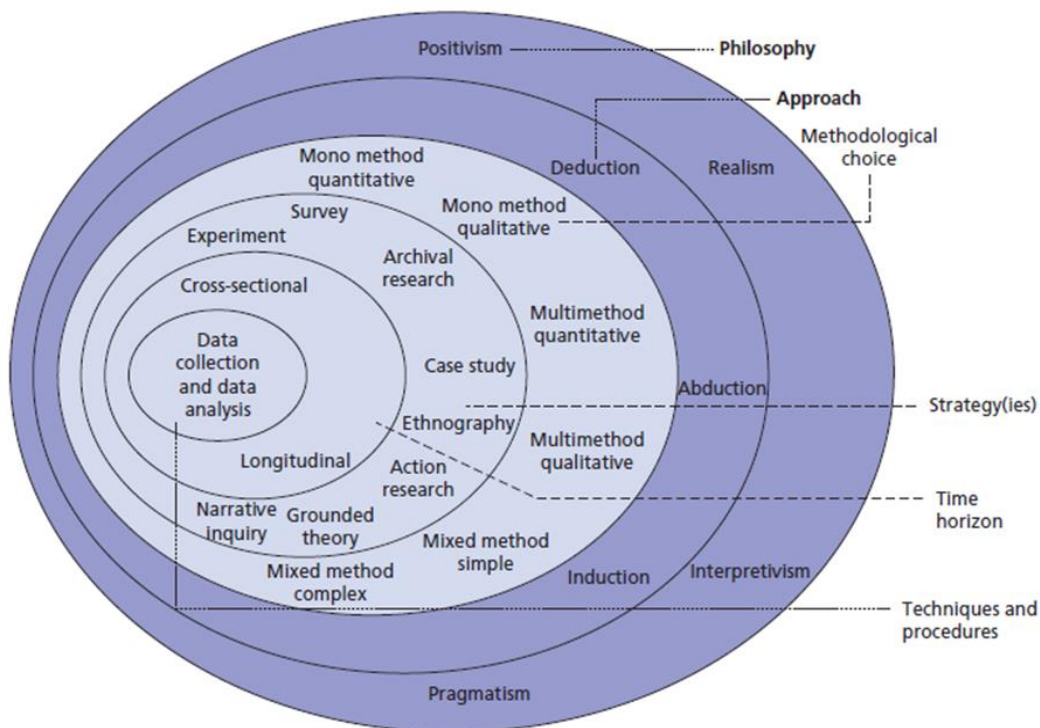 Positivism
Philosophy
Approach
Methodological
choice
Mono method
quantitative
Deduction
Realism
Survey
Mono method
qualitative
Experiment
Archival
research
Cross-sectional
Multimethod
quantitative
Data
collection
and data
analysis
Case study
Abduction
Strategy(ies)
Ethnography
Multimethod
qualitative
Longitudinal
Action
research
Time
horizon
Narrative
inquiry
Grounded
theory
Mixed method
simple
Mixed method
complex
Induction
Interpretivism
Techniques and
procedures
Pragmatism